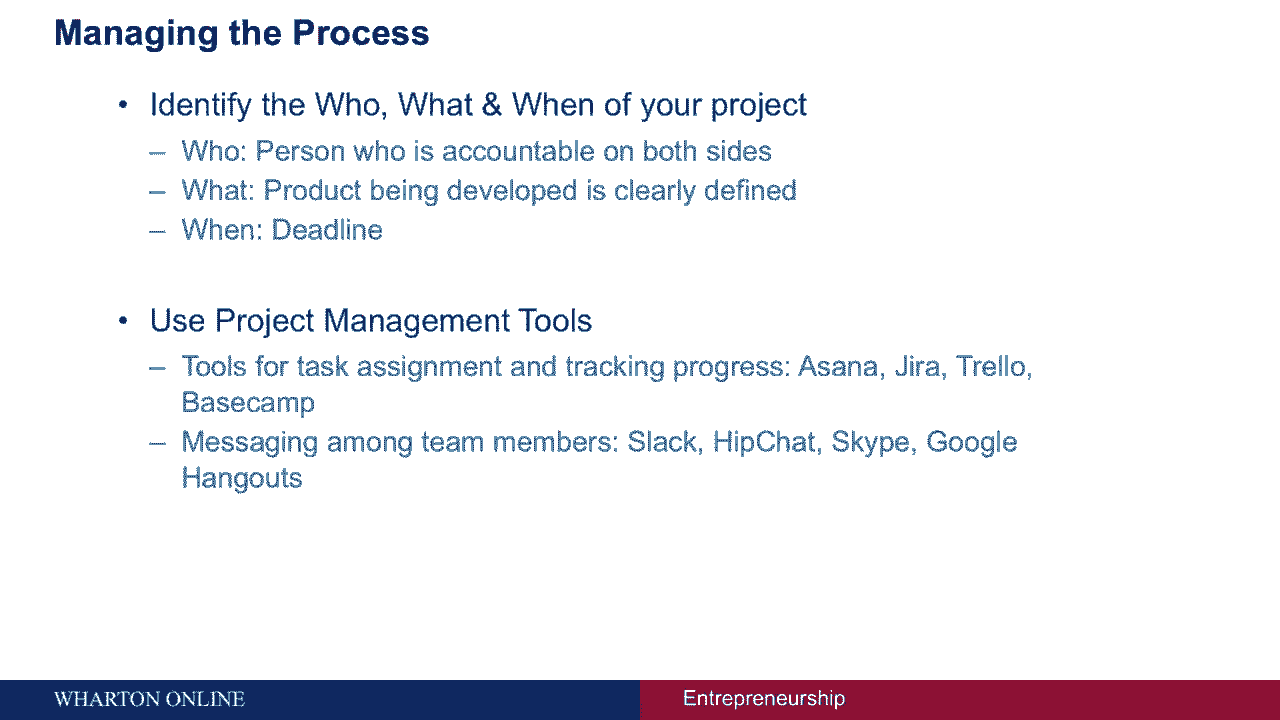 Managing the Process
• Identify the Who, What & When of your project
– Who: Person who is accountable on both sides
– What: Product being developed is clearly defined
– When: Deadline
• Use Project Management Tools
– Tools for task assignment and tracking progress: Asana, Jira, Trello,
Basecamp
– Messaging among team members: Slack, HipChat, Skype, Google
Hangouts
WHARTON ONLINE
Entrepreneurship